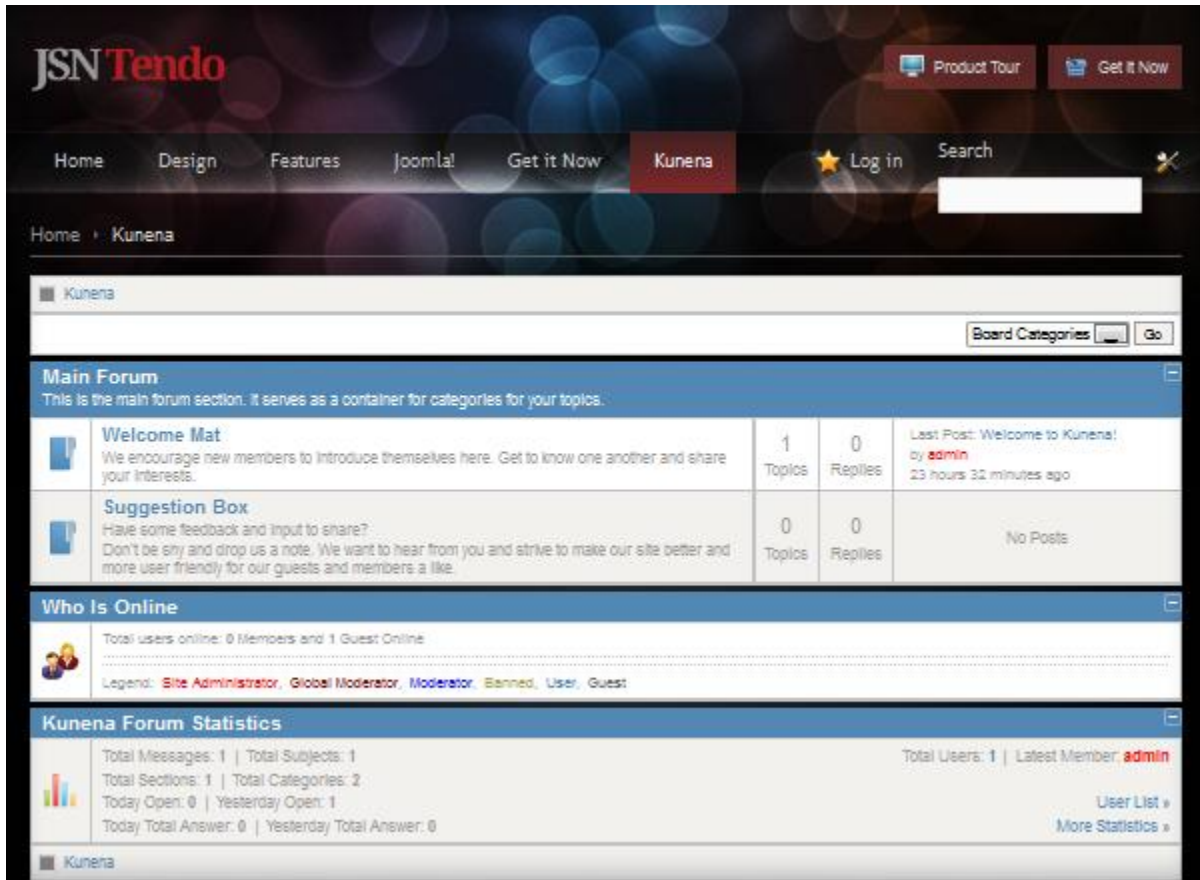 JSN Tendo
Product Tour
Get It Now
Home
Design
Features
Joomla!
Get it Now
Kunena
Log in
Search
Home
Kunena
Kunena
Board Categories
Go
Main Forum
This is the main forum section. It serves as a container for categories for your topics.
Welcome Mat
We encourage new members to introduce themselves here. Get to know one another and share
your interests.
1
Topics
0
Replies
Last Post: Welcome to Kunena!
by admin
23 hours 32 minutes ago
Suggestion Box
Have some feedback and input to share?
Don't be shy and drop us a note. We want to hear from you and strive to make our site better and
more user friendly for our guests and members a like.
0
Topics
0
Replies
No Posts
Who Is Online
Total users online: 0 Members and 1 Guest Online
Legend: Site Administrator, Global Moderator, Moderator, Banned, User, Guest
Kunena Forum Statistics
Total Messages: 1 | Total Subjects: 1
Total Sections: 1 | Total Categories: 2
Today Open: 0 | Yesterday Open: 1
Today Total Answer: 0 | Yesterday Total Answer: 0
Total Users: 1 | Latest Member: admin
User List »
More Statistics »
Kunena